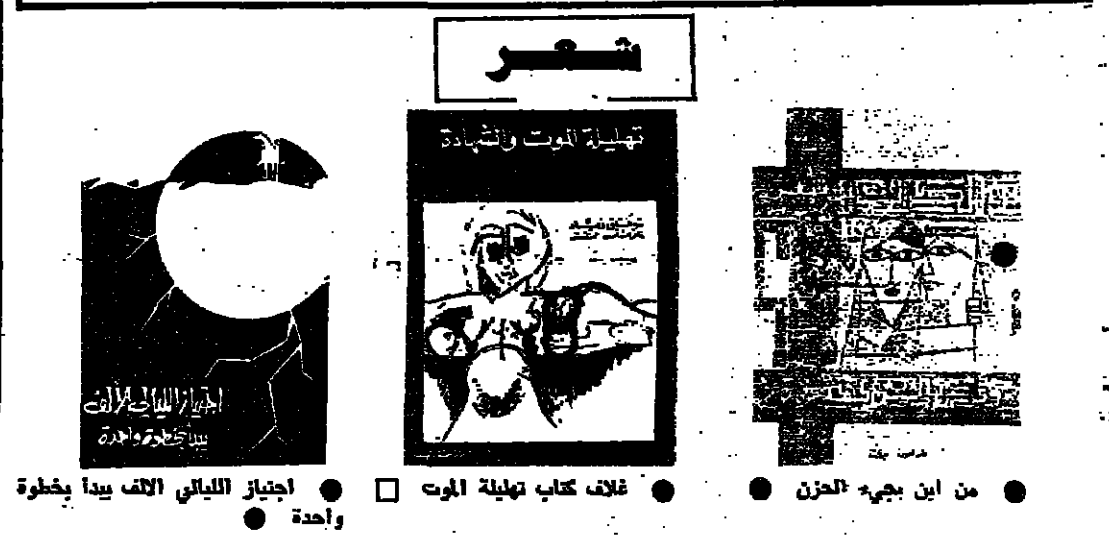 شعر
تهليلة الموت والشهادة
اجتياز الليالي الألف
يبدأ بخطوة واحدة
من اين يجيء الحزن
غلاف كتاب تهليلة الموت
اجتياز الليالي الالف يبدأ بخطوة
واحدة